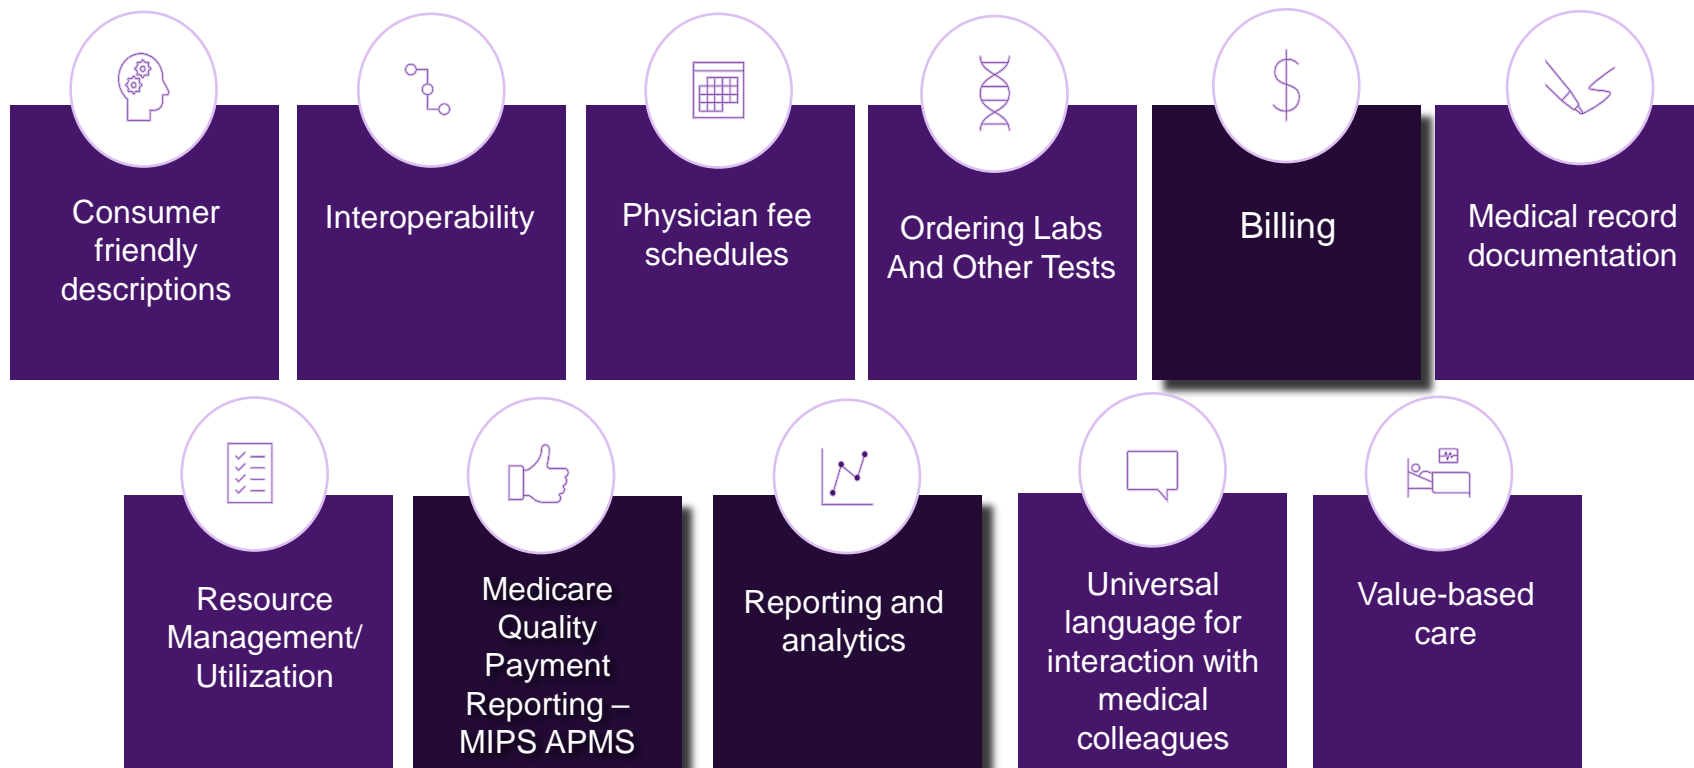 Consumer
friendly
descriptions
Interoperability
Physician fee
schedules
Ordering Labs
And Other Tests
$
Billing
Medical record
documentation
Resource
Management/
Utilization
Medicare
Quality
Payment
Reporting –
MIPS APMS
Reporting and
analytics
Universal
language for
interaction with
medical
colleagues
Value-based
care